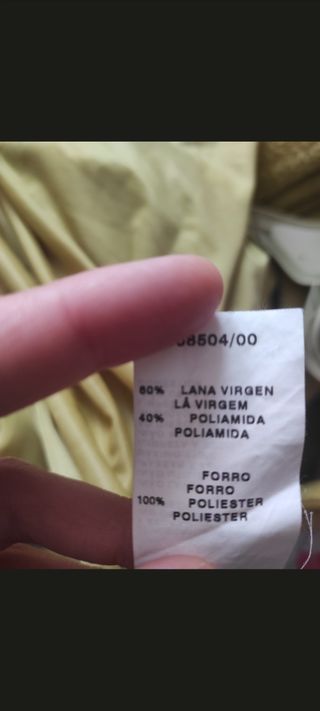 8504/00
60% LANA VIRGEN
LÃ VIRGEM
40% POLIAMIDA
POLIAMIDA
FORRO
FORRO
100% POLIESTER
POLIESTER